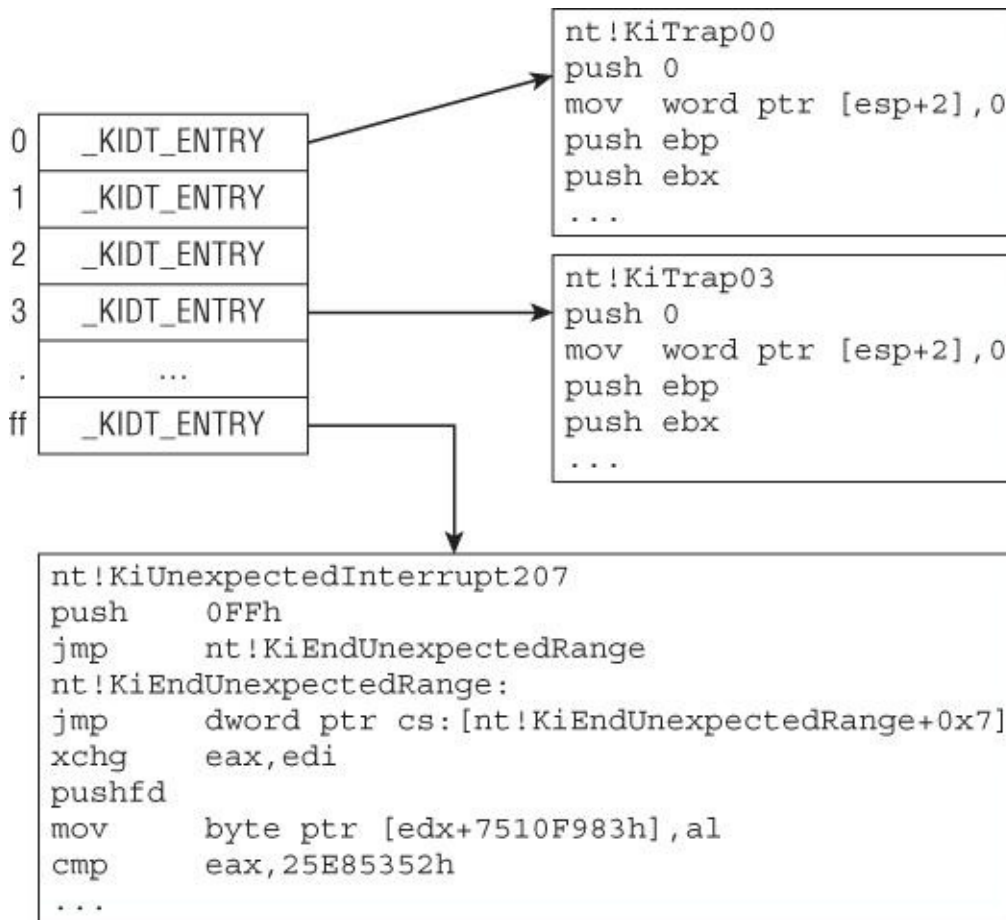 0 _KIDT_ENTRY
1 _KIDT_ENTRY
2 _KIDT_ENTRY
3 _KIDT_ENTRY
. ...
ff _KIDT_ENTRY
nt!KiTrap00
push 0
mov word ptr [esp+2],0
push ebp
push ebx
...
nt!KiTrap03
push 0
mov word ptr [esp+2],0
push ebp
push ebx
...
nt!KiUnexpectedInterrupt207
push 0FFh
jmp nt!KiEndUnexpectedRange
nt!KiEndUnexpectedRange:
jmp dword ptr cs:[nt!KiEndUnexpectedRange+0x7]
xchg eax,edi
pushfd
mov byte ptr [edx+7510F983h],al
cmp eax,25E85352h
...